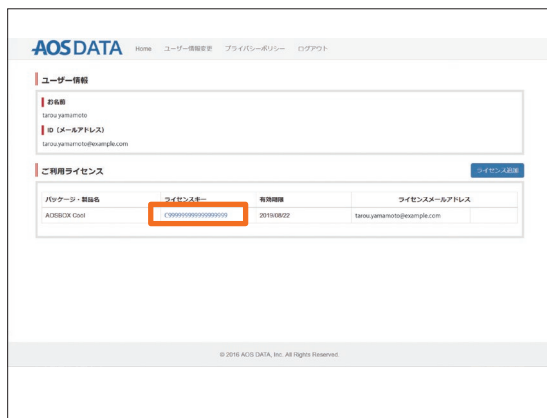 AOSDATA Home ユーザー情報変更 プライバシーポリシー ログアウト
ユーザー情報
お名前
tarou yamamoto
ID（メールアドレス）
tarou.yamamoto@example.com
ご利用ライセンス ライセンス追加
パッケージ・製品名 ライセンスキー 有効期限 ライセンスメールアドレス
AOSBOX Cool C999999999999999999 2019/08/22 tarou.yamamoto@example.com
© 2016 AOS DATA, Inc. All Rights Reserved.